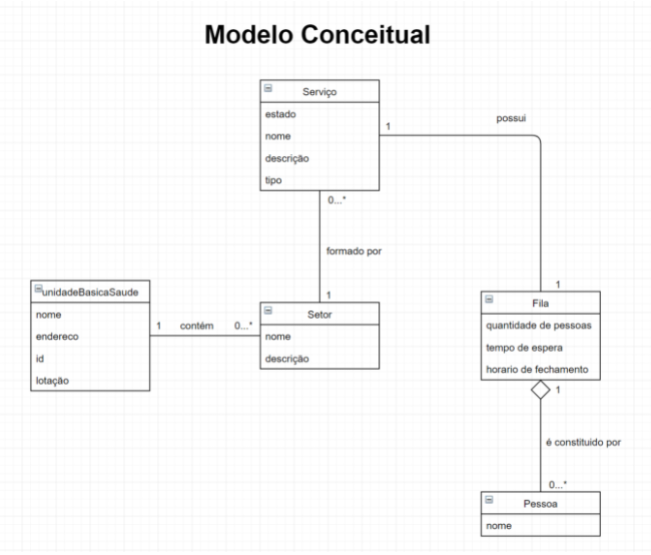 Modelo Conceitual
Serviço
estado
nome
descrição
tipo
1
possui
0...*
formado por
1
1
unidadeBasicaSaude
nome
endereco
id
lotação
1
contém
0...*
Setor
nome
descrição
Fila
quantidade de pessoas
tempo de espera
horario de fechamento
1
é constituido por
0...*
Pessoa
nome